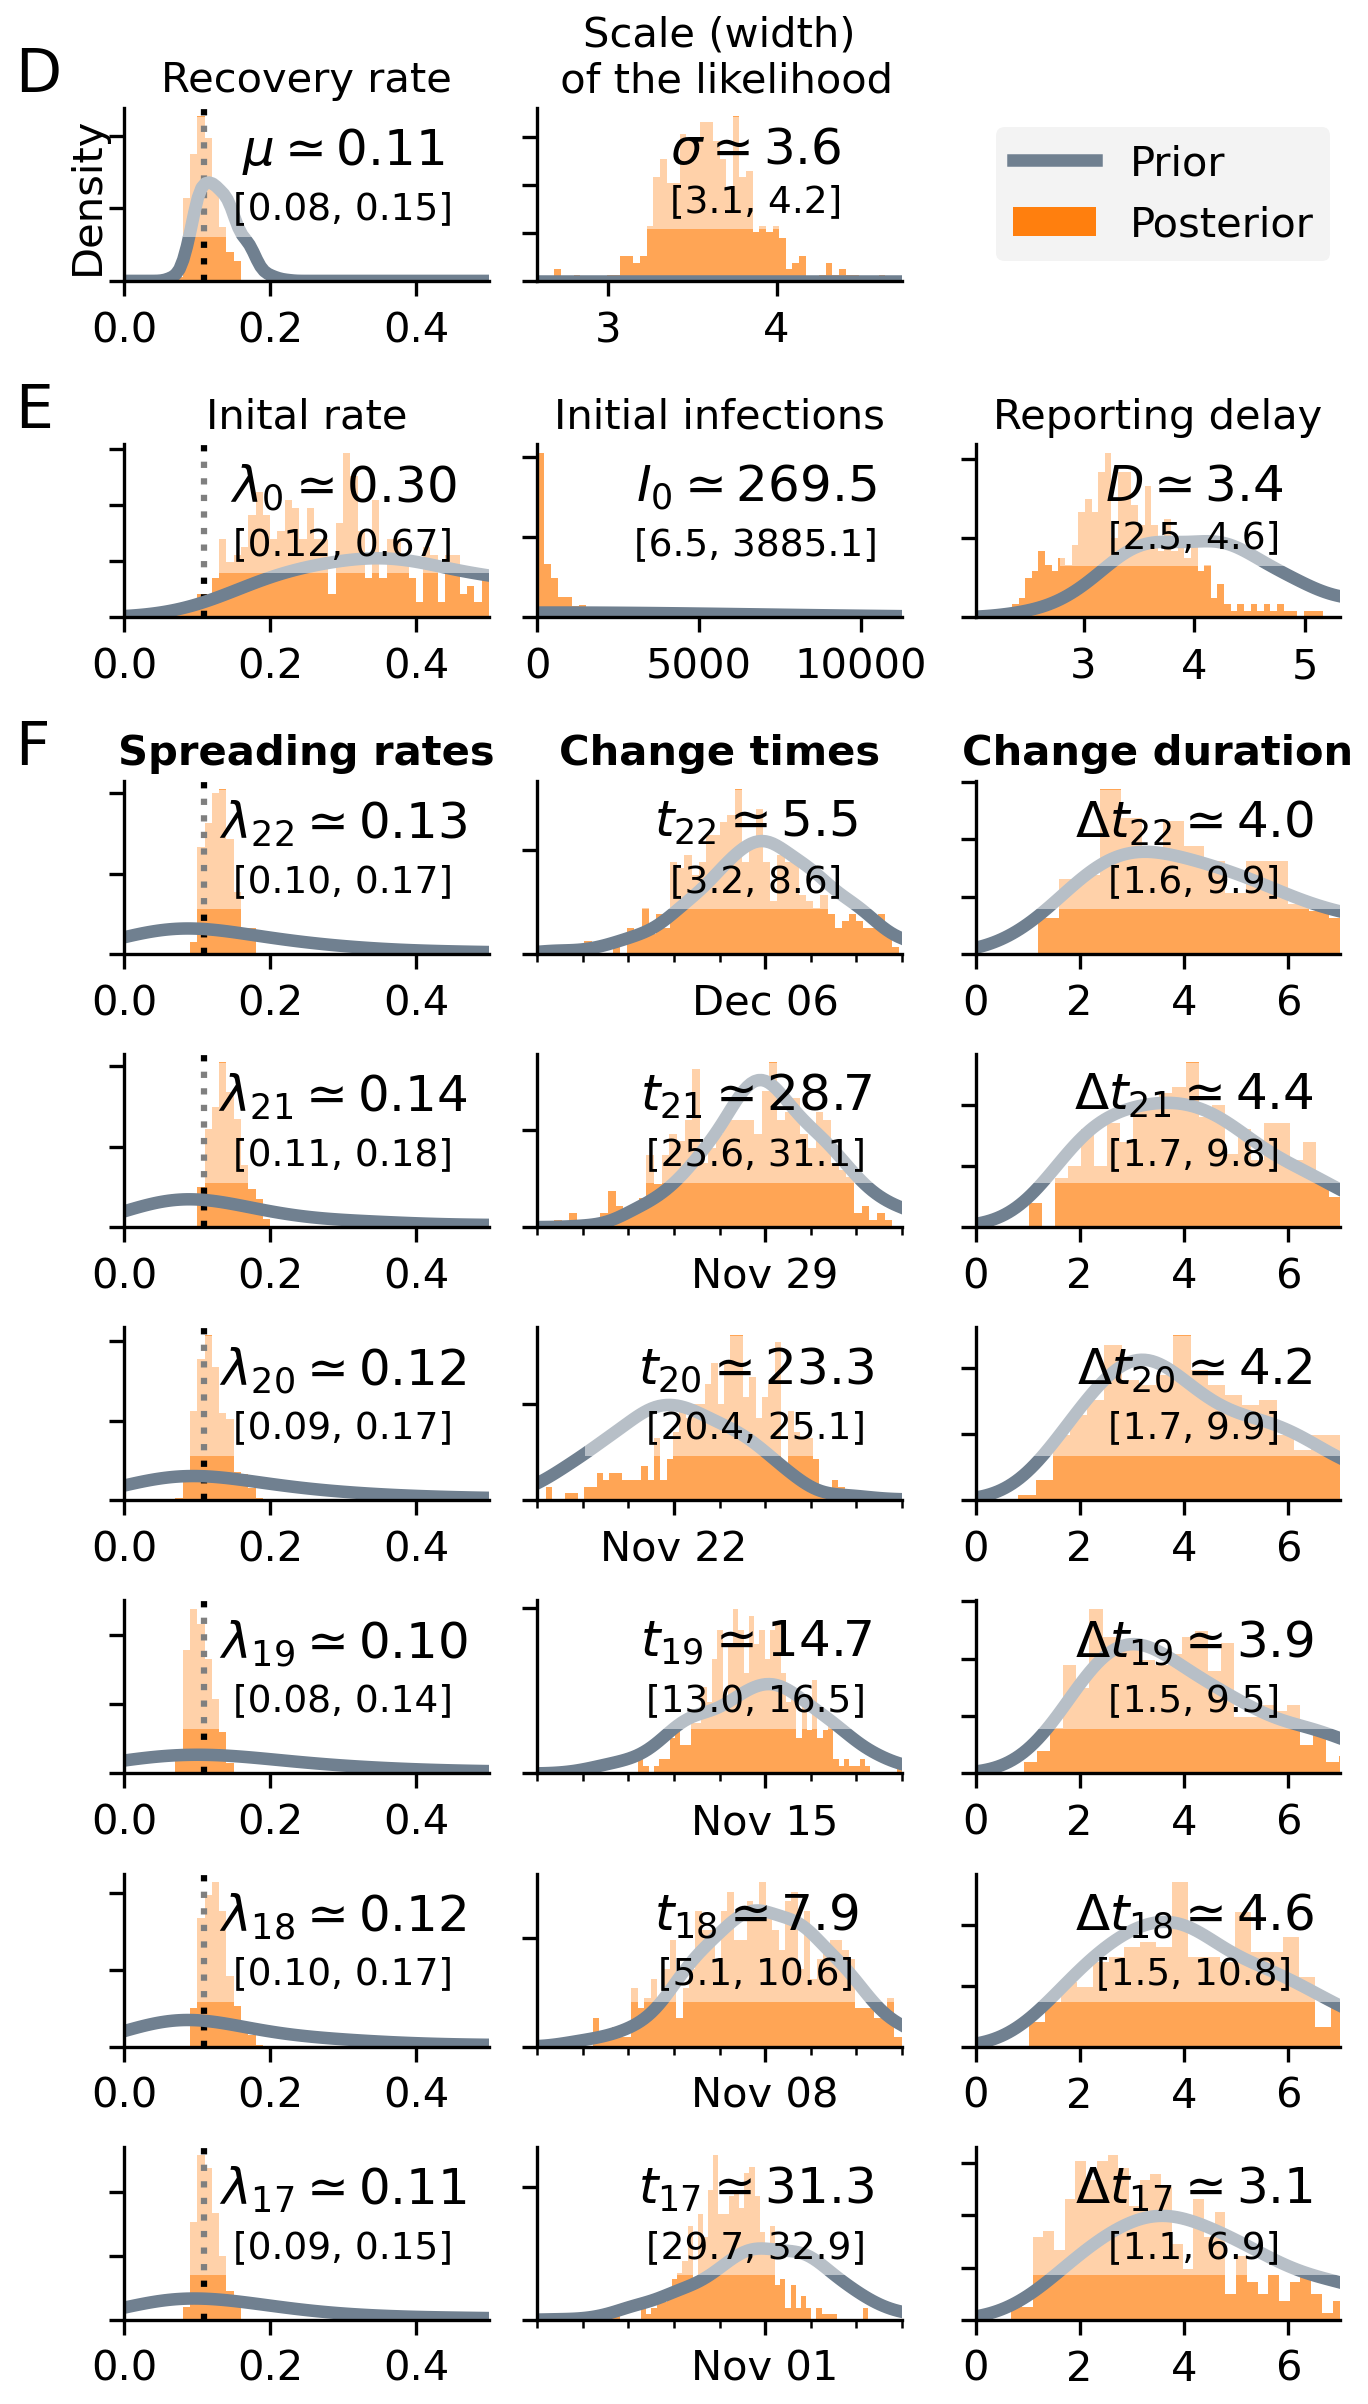 D
Recovery rate
Scale (width)
of the likelihood
Density
μ ≃ 0.11
[0.08, 0.15]
0.0 0.2 0.4
σ ≃ 3.6
[3.1, 4.2]
3 4
Prior
Posterior
E
Inital rate
λ0 ≃ 0.30
[0.12, 0.67]
0.0 0.2 0.4
Initial infections
I0 ≃ 269.5
[6.5, 3885.1]
0 5000 10000
Reporting delay
D ≃ 3.4
[2.5, 4.6]
3 4 5
F
Spreading rates
Change times
Change duration
λ22 ≃ 0.13
[0.10, 0.17]
0.0 0.2 0.4
t22 ≃ 5.5
[3.2, 8.6]
Dec 06
Δt22 ≃ 4.0
[1.6, 9.9]
0 2 4 6
λ21 ≃ 0.14
[0.11, 0.18]
0.0 0.2 0.4
t21 ≃ 28.7
[25.6, 31.1]
Nov 29
Δt21 ≃ 4.4
[1.7, 9.8]
0 2 4 6
λ20 ≃ 0.12
[0.09, 0.17]
0.0 0.2 0.4
t20 ≃ 23.3
[20.4, 25.1]
Nov 22
Δt20 ≃ 4.2
[1.7, 9.9]
0 2 4 6
λ19 ≃ 0.10
[0.08, 0.14]
0.0 0.2 0.4
t19 ≃ 14.7
[13.0, 16.5]
Nov 15
Δt19 ≃ 3.9
[1.5, 9.5]
0 2 4 6
λ18 ≃ 0.12
[0.10, 0.17]
0.0 0.2 0.4
t18 ≃ 7.9
[5.1, 10.6]
Nov 08
Δt18 ≃ 4.6
[1.5, 10.8]
0 2 4 6
λ17 ≃ 0.11
[0.09, 0.15]
0.0 0.2 0.4
t17 ≃ 31.3
[29.7, 32.9]
Nov 01
Δt17 ≃ 3.1
[1.1, 6.9]
0 2 4 6